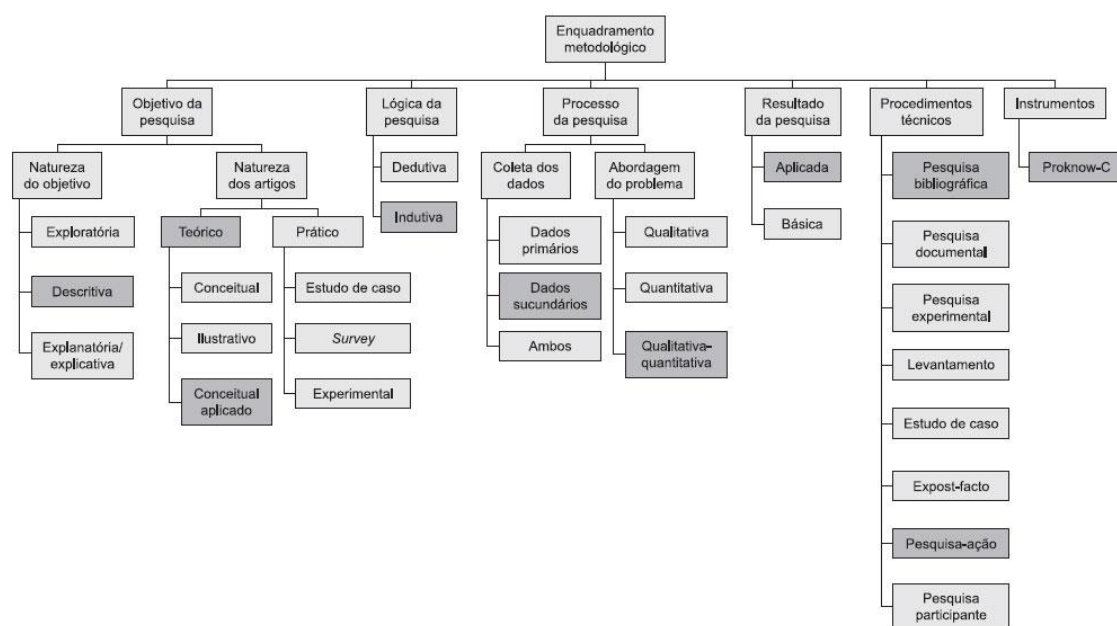 Enquadramento
metodológico
Objetivo da
pesquisa
Lógica da
pesquisa
Processo
da pesquisa
Resultado
da pesquisa
Procedimentos
técnicos
Instrumentos
Natureza
do objetivo
Natureza
dos artigos
Dedutiva
Indutiva
Coleta dos
dados
Abordagem
do problema
Aplicada
Básica
Pesquisa
bibliográfica
Proknow-C
Exploratória
Descritiva
Explanatória/
explicativa
Teórico
Prático
Conceitual
Ilustrativo
Conceitual
aplicado
Estudo de caso
Survey
Experimental
Dados
primários
Dados
sucundários
Ambos
Qualitativa
Quantitativa
Qualitativa-
quantitativa
Pesquisa
documental
Pesquisa
experimental
Levantamento
Estudo de caso
Expost-facto
Pesquisa-ação
Pesquisa
participante